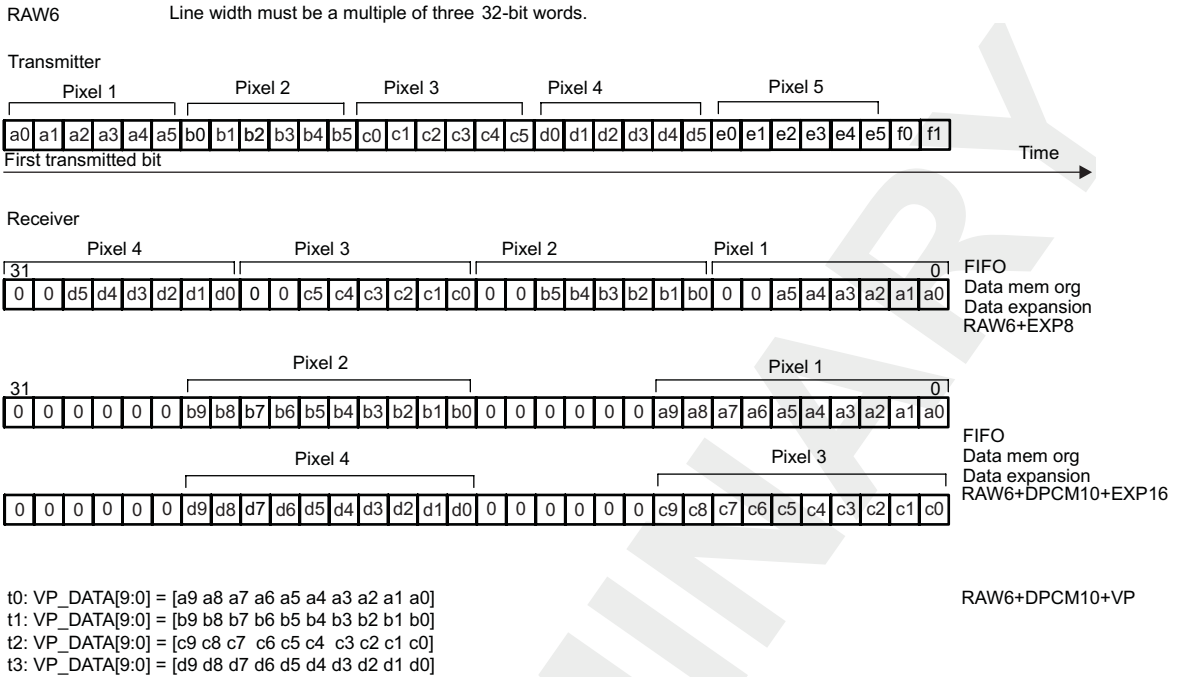 RAW6 Line width must be a multiple of three 32-bit words.
Transmitter
Pixel 1 Pixel 2 Pixel 3 Pixel 4 Pixel 5
a0 a1 a2 a3 a4 a5 b0 b1 b2 b3 b4 b5 c0 c1 c2 c3 c4 c5 d0 d1 d2 d3 d4 d5 e0 e1 e2 e3 e4 e5 f0 f1
First transmitted bit Time
Receiver
Pixel 4 Pixel 3 Pixel 2 Pixel 1
31 0
0 0 d5 d4 d3 d2 d1 d0 0 0 c5 c4 c3 c2 c1 c0 0 0 b5 b4 b3 b2 b1 b0 0 0 a5 a4 a3 a2 a1 a0
FIFO
Data mem org
Data expansion
RAW6+EXP8
Pixel 2 Pixel 1
31 0
0 0 0 0 0 0 b9 b8 b7 b6 b5 b4 b3 b2 b1 b0 0 0 0 0 0 0 a9 a8 a7 a6 a5 a4 a3 a2 a1 a0
Pixel 4 Pixel 3
0 0 0 0 0 0 d9 d8 d7 d6 d5 d4 d3 d2 d1 d0 0 0 0 0 0 0 c9 c8 c7 c6 c5 c4 c3 c2 c1 c0
FIFO
Data mem org
Data expansion
RAW6+DPCM10+EXP16
t0: VP_DATA[9:0] = [a9 a8 a7 a6 a5 a4 a3 a2 a1 a0] RAW6+DPCM10+VP
t1: VP_DATA[9:0] = [b9 b8 b7 b6 b5 b4 b3 b2 b1 b0]
t2: VP_DATA[9:0] = [c9 c8 c7 c6 c5 c4 c3 c2 c1 c0]
t3: VP_DATA[9:0] = [d9 d8 d7 d6 d5 d4 d3 d2 d1 d0]
INARY